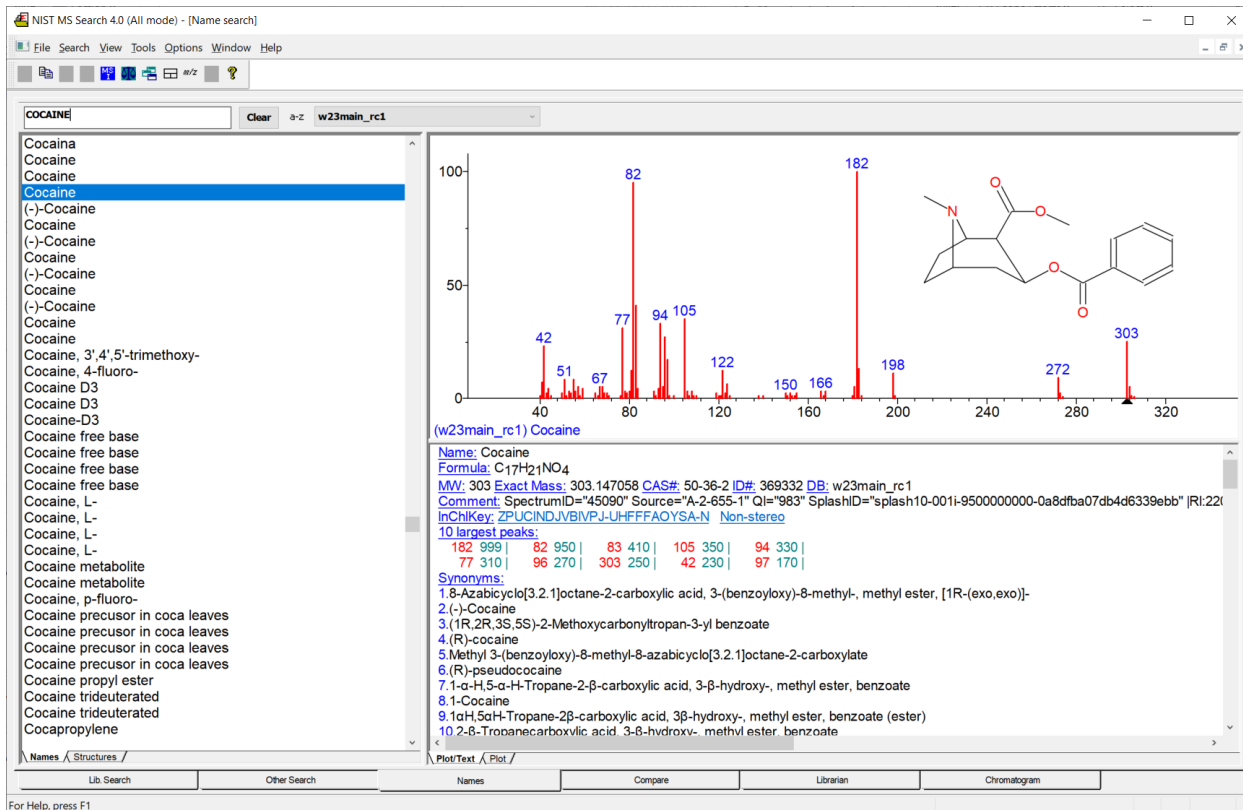 NIST MS Search 4.0 (All mode) - [Name search]
File Search View Tools Options Window Help
MS
m/z
?
COCAINE
Clear
a-z
w23main_rc1
Cocaina
Cocaine
Cocaine
Cocaine
(-)-Cocaine
Cocaine
(-)-Cocaine
Cocaine
(-)-Cocaine
Cocaine
(-)-Cocaine
Cocaine
Cocaine
Cocaine, 3',4',5'-trimethoxy-
Cocaine, 4-fluoro-
Cocaine D3
Cocaine D3
Cocaine-D3
Cocaine free base
Cocaine free base
Cocaine free base
Cocaine free base
Cocaine, L-
Cocaine, L-
Cocaine, L-
Cocaine, L-
Cocaine metabolite
Cocaine metabolite
Cocaine, p-fluoro-
Cocaine precusor in coca leaves
Cocaine precusor in coca leaves
Cocaine precusor in coca leaves
Cocaine precusor in coca leaves
Cocaine propyl ester
Cocaine trideuterated
Cocaine trideuterated
Cocapropylene
Names / Structures
100
50
0
42
51
67
77
82
94
105
122
150
166
182
198
272
303
40 80 120 160 200 240 280 320
N
O
O
O
O
(w23main_rc1) Cocaine
Name: Cocaine
Formula: C17H21NO4
MW: 303 Exact Mass: 303.147058 CAS#: 50-36-2 ID#: 369332 DB: w23main_rc1
Comment: SpectrumID="45090" Source="A-2-655-1" QI="983" SplashID="splash10-001i-9500000000-0a8dfba07db4d6339ebb" |RI:220
InChIKey: ZPUCINDJVBIVPJ-UHFFFAOYSA-N Non-stereo
10 largest peaks:
182 999 | 82 950 | 83 410 | 105 350 | 94 330 |
77 310 | 96 270 | 303 250 | 42 230 | 97 170 |
Synonyms:
1.8-Azabicyclo[3.2.1]octane-2-carboxylic acid, 3-(benzoyloxy)-8-methyl-, methyl ester, [1R-(exo,exo)]-
2.(-)-Cocaine
3.(1R,2R,3S,5S)-2-Methoxycarbonyltropan-3-yl benzoate
4.(R)-cocaine
5.Methyl 3-(benzoyloxy)-8-methyl-8-azabicyclo[3.2.1]octane-2-carboxylate
6.(R)-pseudococaine
7.1-α-H,5-α-H-Tropane-2-β-carboxylic acid, 3-β-hydroxy-, methyl ester, benzoate
8.1-Cocaine
9.1αH,5αH-Tropane-2β-carboxylic acid, 3β-hydroxy-, methyl ester, benzoate (ester)
10.2-β-Tropanecarboxylic acid, 3-β-hydroxy-, methyl ester, benzoate
Plot/Text / Plot
Lib. Search
Other Search
Names
Compare
Librarian
Chromatogram
For Help, press F1